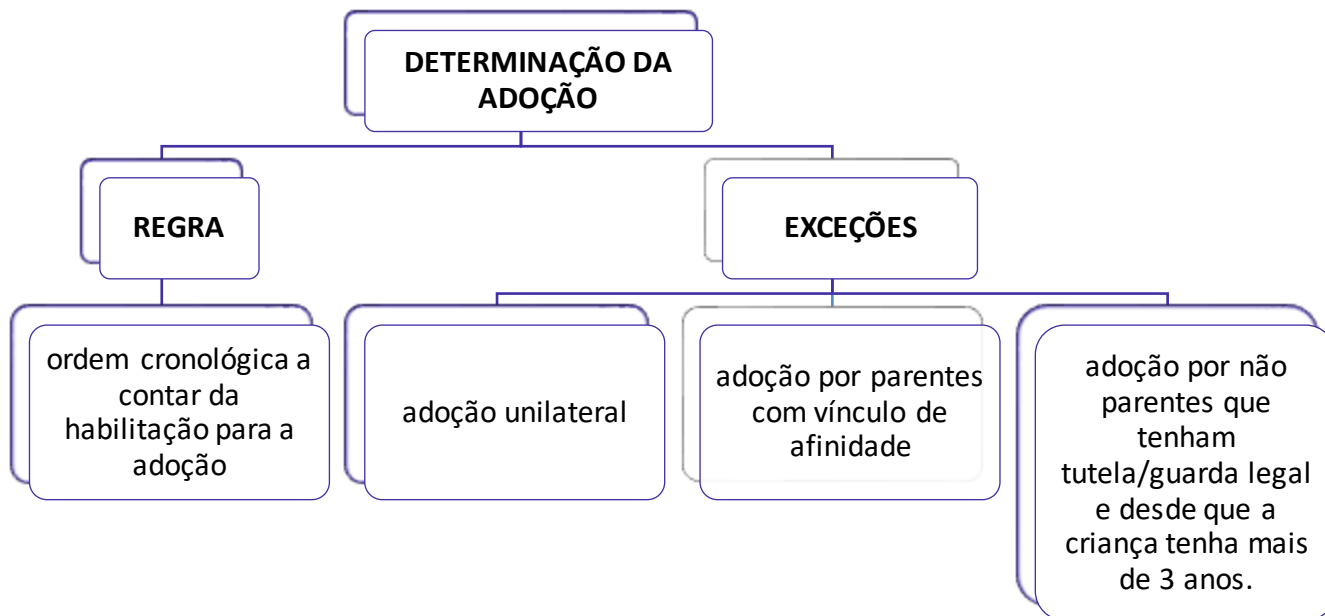 DETERMINAÇÃO DA
ADOÇÃO
REGRA
EXCEÇÕES
ordem cronológica a
contar da
habilitação para a
adoção
adoção unilateral
adoção por parentes
com vínculo de
afinidade
adoção por não
parentes que
tenham
tutela/guarda legal
e desde que a
criança tenha mais
de 3 anos.